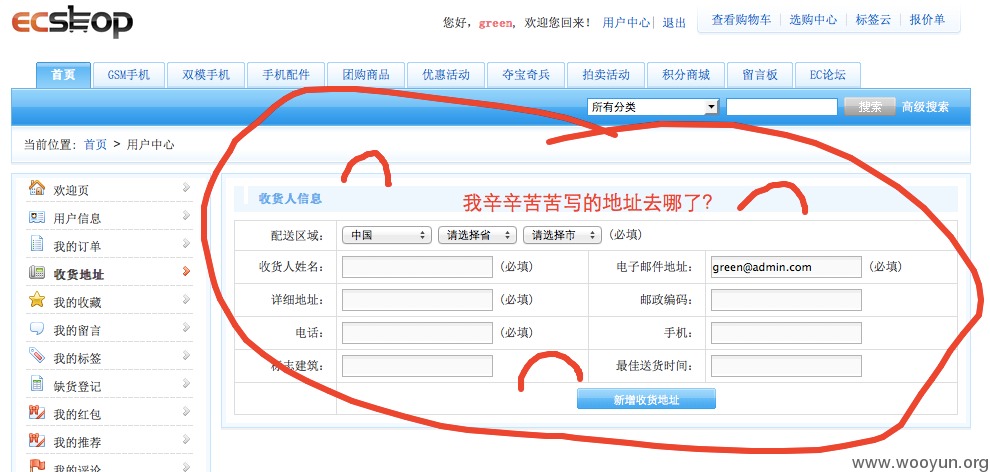 ECSHOP
您好，green, 欢迎您回来！ 用户中心| 退出
查看购物车 | 选购中心 | 标签云 | 报价单
首页 GSM手机 双模手机 手机配件 团购商品 优惠活动 夺宝奇兵 拍卖活动 积分商城 留言板 EC论坛
所有分类 搜索 高级搜索
当前位置: 首页 > 用户中心
欢迎页
用户信息
我的订单
收货地址
我的收藏
我的留言
我的标签
缺货登记
我的红包
我的推荐
我的评论
收货人信息
我辛辛苦苦写的地址去哪了?
配送区域： 中国 请选择省 请选择市 (必填)
收货人姓名： (必填) 电子邮件地址： green@admin.com (必填)
详细地址： (必填) 邮政编码：
电话： (必填) 手机：
标志建筑： 最佳送货时间：
新增收货地址
www.wooyun.org